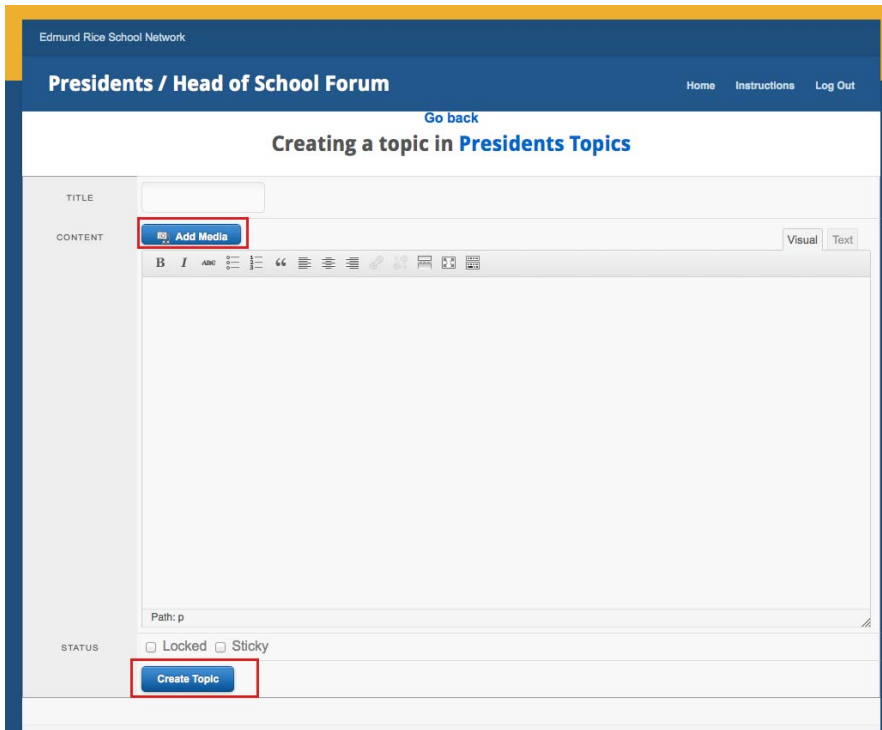 Edmund Rice School Network
Presidents / Head of School Forum
Home Instructions Log Out
Go back
Creating a topic in Presidents Topics
TITLE
CONTENT
Add Media
Visual Text
B I ABC
Path: p
STATUS
Locked Sticky
Create Topic